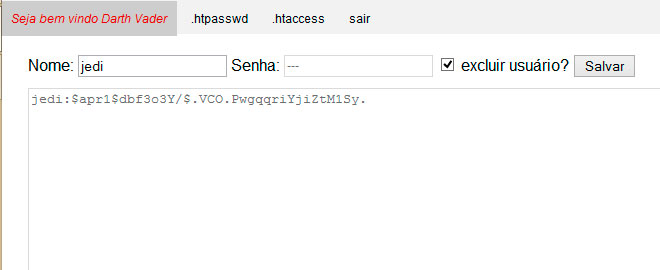 Seja bem vindo Darth Vader .htpasswd .htaccess sair
Nome: jedi Senha: --- excluir usuário? Salvar
jedi:$apr1$dbf3o3Y/$.VCO.PwgqqriYjiZtM1Sy.